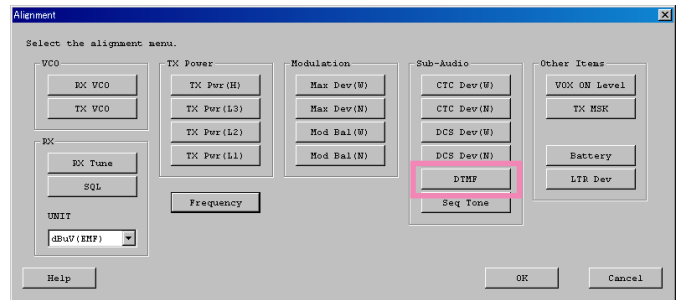 Alignment
Select the alignment menu.
VCO
RX VCO
TX VCO
RX
RX Tune
SQL
UNIT
dBuV(EMF)
TX Power
TX Pwr(H)
TX Pwr(L3)
TX Pwr(L2)
TX Pwr(L1)
Frequency
Modulation
Max Dev(W)
Max Dev(N)
Mod Bal(W)
Mod Bal(N)
Sub-Audio
CTC Dev(W)
CTC Dev(N)
DCS Dev(W)
DCS Dev(N)
DTMF
Seq Tone
Other Items
VOX ON Level
TX MSK
Battery
LTR Dev
Help
OK
Cancel